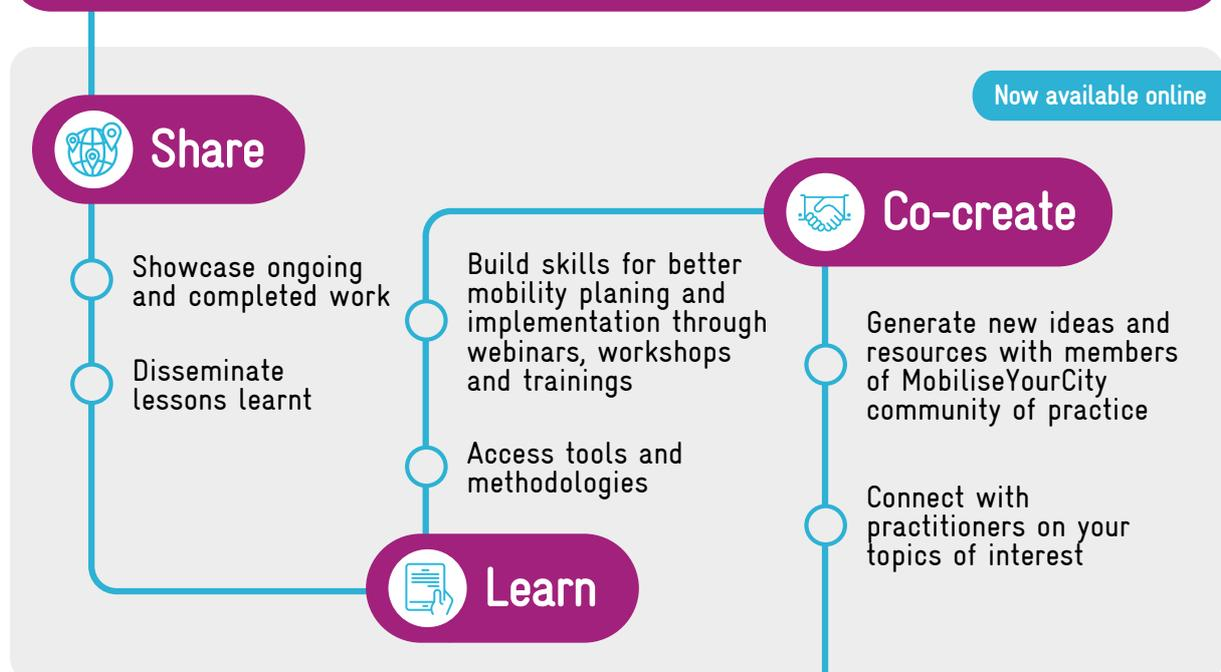 Now available online
Share
Showcase ongoing
and completed work
Disseminate
lessons learnt
Learn
Build skills for better
mobility planing and
implementation through
webinars, workshops
and trainings
Access tools and
methodologies
Co-create
Generate new ideas and
resources with members
of MobiliseYourCity
community of practice
Connect with
practitioners on your
topics of interest